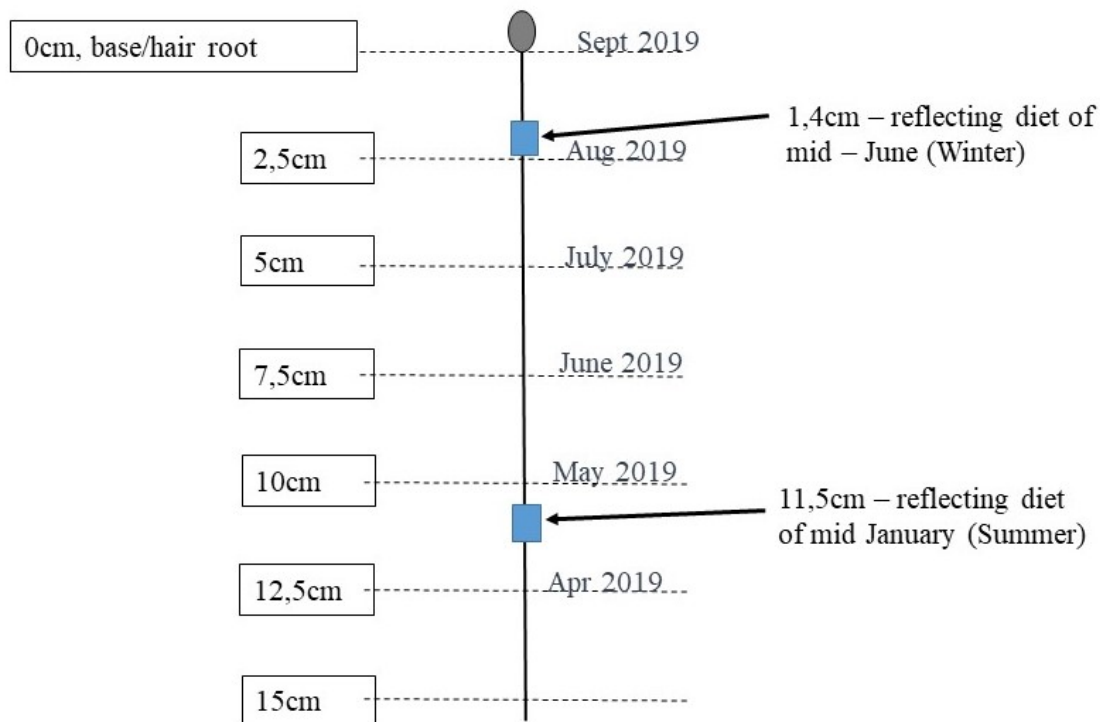 0cm, base/hair root
Sept 2019
1,4cm – reflecting diet of
mid – June (Winter)
2,5cm
Aug 2019
5cm
July 2019
7,5cm
June 2019
10cm
May 2019
11,5cm – reflecting diet
of mid January (Summer)
12,5cm
Apr 2019
15cm